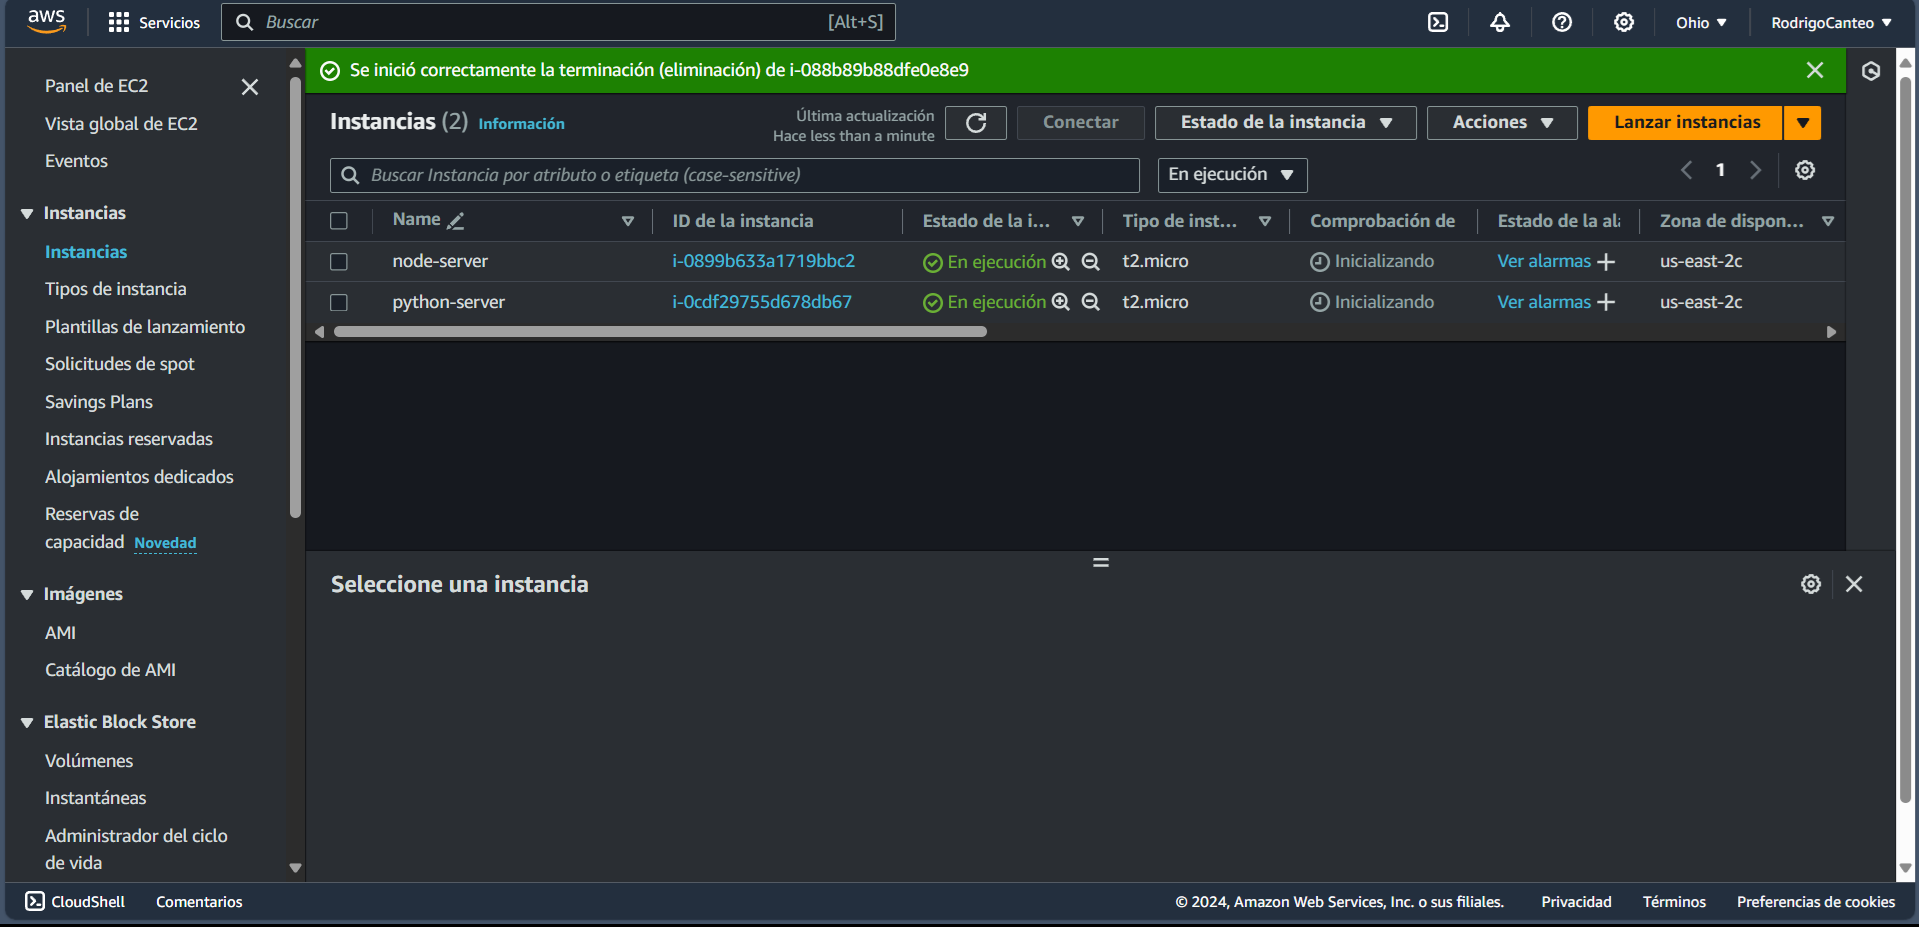 aws
Servicios
Buscar [Alt+S]
Ohio
RodrigoCanteo
Panel de EC2
Vista global de EC2
Eventos
Instancias
Instancias
Tipos de instancia
Plantillas de lanzamiento
Solicitudes de spot
Savings Plans
Instancias reservadas
Alojamientos dedicados
Reservas de
capacidad Novedad
Imágenes
AMI
Catálogo de AMI
Elastic Block Store
Volúmenes
Instantáneas
Administrador del ciclo
de vida
Se inició correctamente la terminación (eliminación) de i-088b89b88dfe0e8e9
Instancias (2) Información
Última actualización
Hace less than a minute
Conectar
Estado de la instancia
Acciones
Lanzar instancias
Buscar Instancia por atributo o etiqueta (case-sensitive)
En ejecución
1
Name ID de la instancia Estado de la i... Tipo de inst... Comprobación de Estado de la al Zona de dispon...
node-server i-0899b633a1719bbc2 En ejecución t2.micro Inicializando Ver alarmas us-east-2c
python-server i-0cdf29755d678db67 En ejecución t2.micro Inicializando Ver alarmas us-east-2c
Seleccione una instancia
CloudShell Comentarios © 2024, Amazon Web Services, Inc. o sus filiales. Privacidad Términos Preferencias de cookies